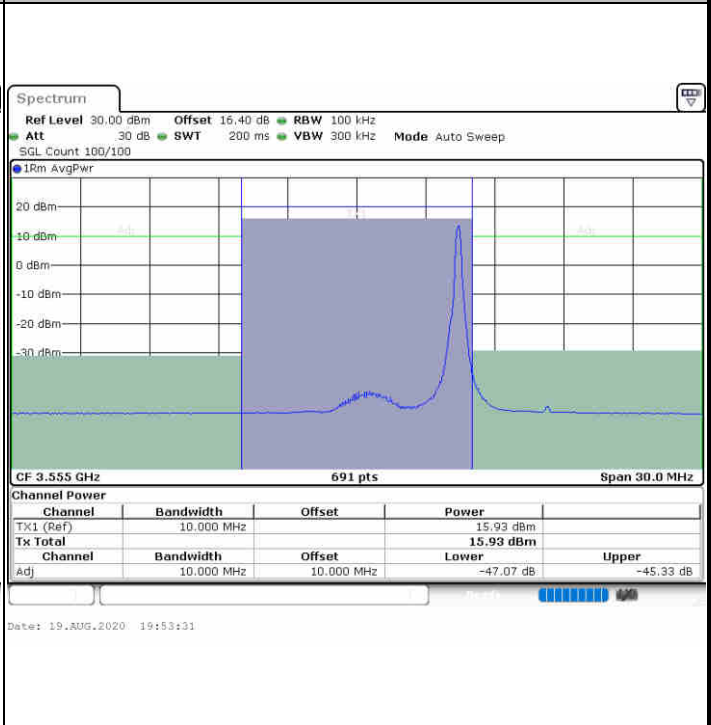 Spectrum
Ref Level 30.00 dBm Offset 16.40 dB RBW 100 kHz
Att 30 dB SWT 200 ms VBW 300 kHz Mode Auto Sweep
SGL Count 100/100
1Rm AvgPwr
20 dBm
TX1
Adj Adj
10 dBm
0 dBm
-10 dBm
-20 dBm
-30 dBm
CF 3.555 GHz 691 pts Span 30.0 MHz
Channel Power
Channel Bandwidth Offset Power
TX1 (Ref) 10.000 MHz 15.93 dBm
Tx Total 15.93 dBm
Channel Bandwidth Offset Lower Upper
Adj 10.000 MHz 10.000 MHz -47.07 dB -45.33 dB
Date: 19.AUG.2020 19:53:31